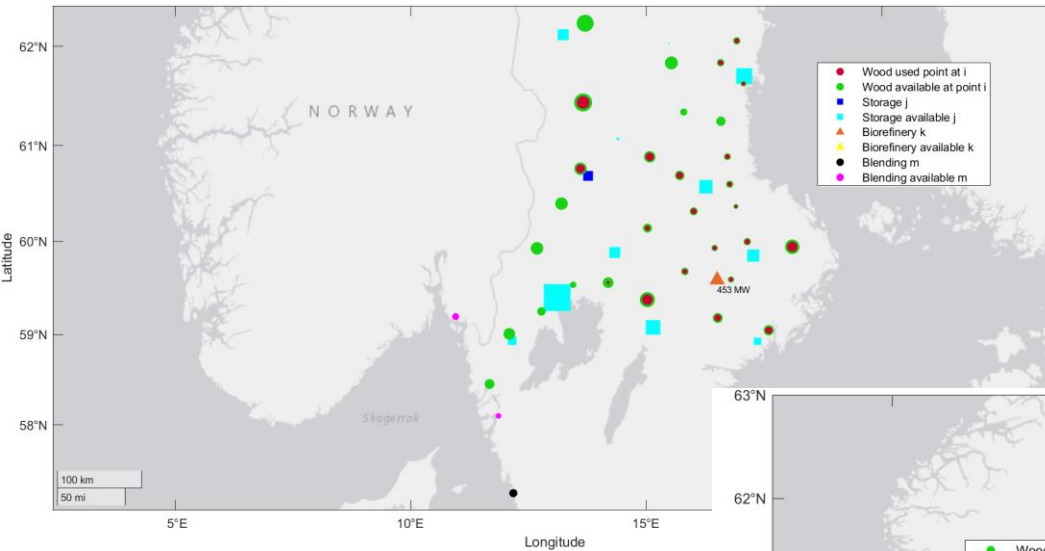 62°N
61°N
60°N
59°N
58°N
Latitude
NORWAY
Skagerrak
Wood used point at i
Wood available at point i
Storage j
Storage available j
Biorefinery k
Biorefinery available k
Blending m
Blending available m
453 MW
100 km
50 mi
5°E
10°E
15°E
Longitude
63°N
62°N